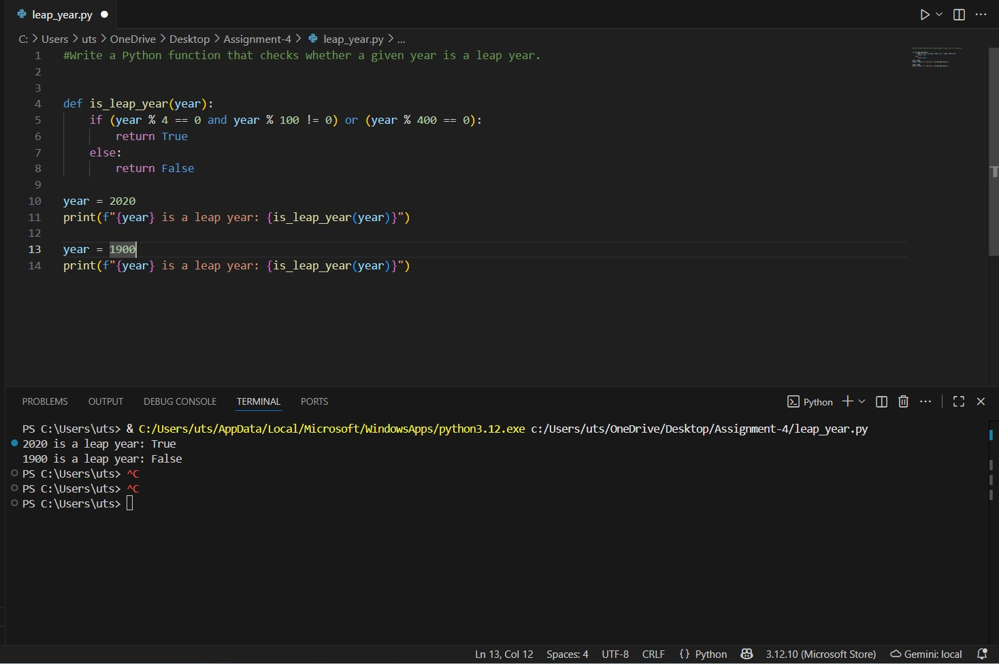 leap_year.py
C: > Users > uts > OneDrive > Desktop > Assignment-4 > leap_year.py > ...
1 #Write a Python function that checks whether a given year is a leap year.
2
3
4 def is_leap_year(year):
5     if (year % 4 == 0 and year % 100 != 0) or (year % 400 == 0):
6         return True
7     else:
8         return False
9
10 year = 2020
11 print(f"{year} is a leap year: {is_leap_year(year)}")
12
13 year = 1900
14 print(f"{year} is a leap year: {is_leap_year(year)}")
PROBLEMS OUTPUT DEBUG CONSOLE TERMINAL PORTS Python
PS C:\Users\uts> & C:/Users/uts/AppData/Local/Microsoft/WindowsApps/python3.12.exe c:/Users/uts/OneDrive/Desktop/Assignment-4/leap_year.py
2020 is a leap year: True
1900 is a leap year: False
PS C:\Users\uts> ^C
PS C:\Users\uts> ^C
PS C:\Users\uts>
Ln 13, Col 12 Spaces: 4 UTF-8 CRLF {} Python 3.12.10 (Microsoft Store) Gemini: local